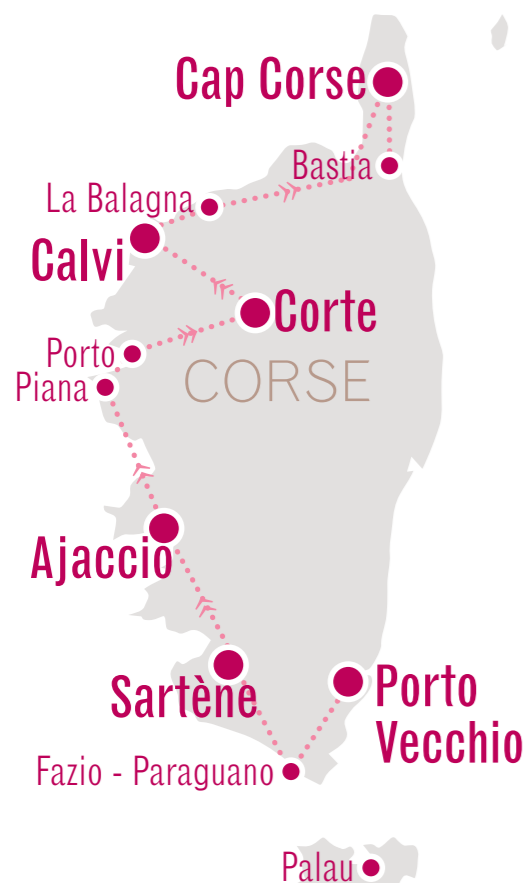 Cap Corse
Bastia
La Balagna
Calvi
Corte
Porto
CORSE
Piana
Ajaccio
Sartène
Porto
Vecchio
Fazio - Paraguano
Palau